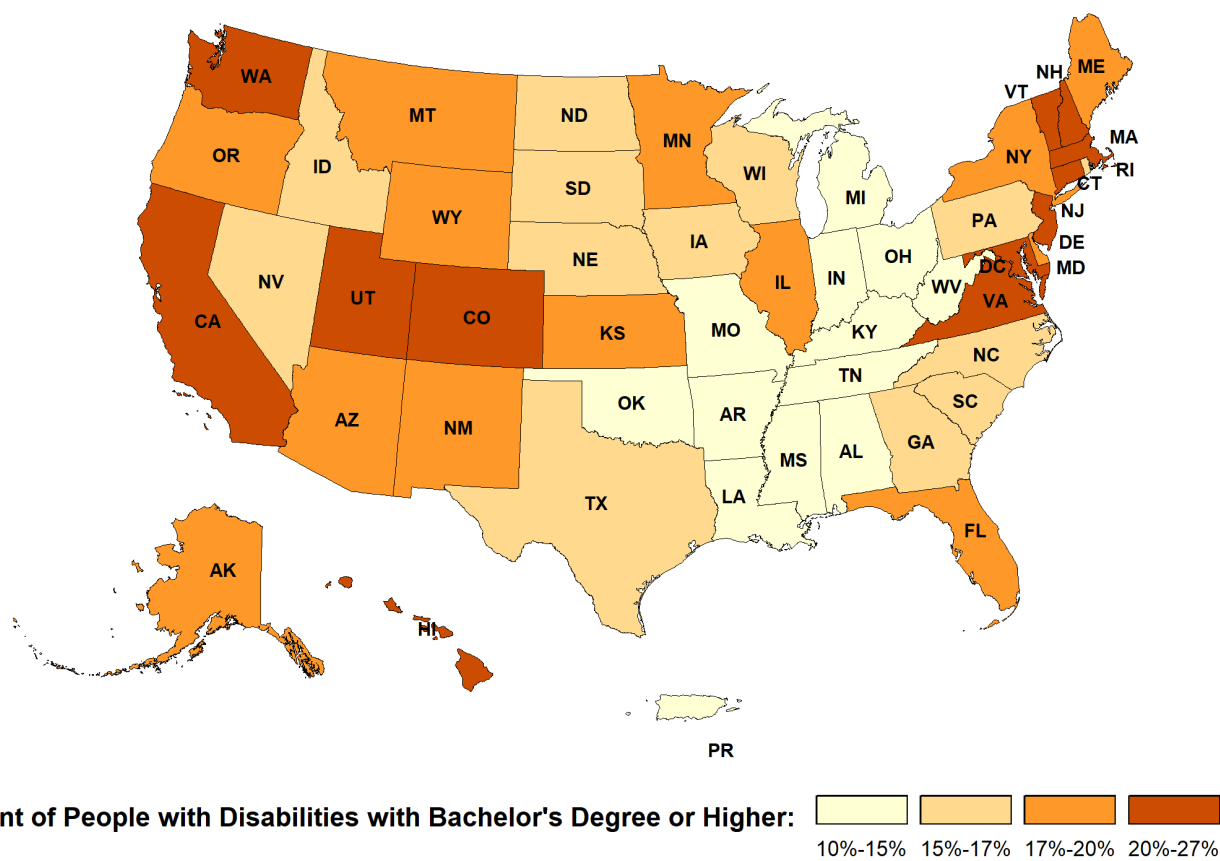 WA
MT
ND
MN
ME
NH
VT
MA
RI
CT
NY
OR
ID
SD
WI
MI
WY
IA
PA
NJ
DE
MD
DC
NE
NV
UT
CO
IL
IN
OH
WV
VA
CA
KS
MO
KY
NC
AZ
NM
OK
AR
TN
SC
MS
AL
GA
LA
TX
FL
AK
HI
PR
nt of People with Disabilities with Bachelor's Degree or Higher:
10%-15% 15%-17% 17%-20% 20%-27%